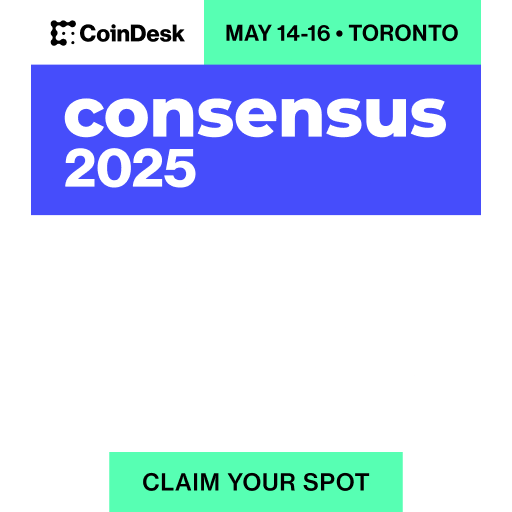 CoinDesk
MAY 14-16 • TORONTO
consensus
2025
CLAIM YOUR SPOT